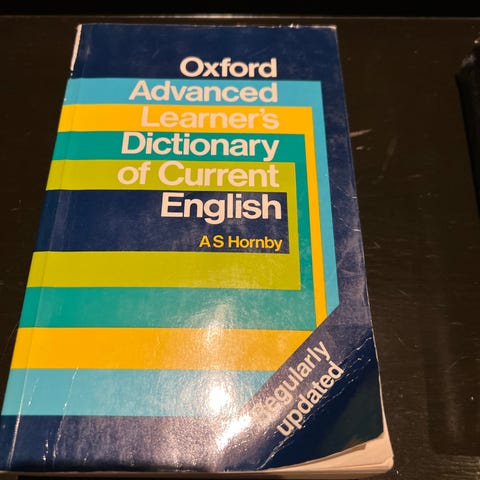 Oxford
Advanced
Learner's
Dictionary
of Current
English
A S Hornby
Regularly
updated